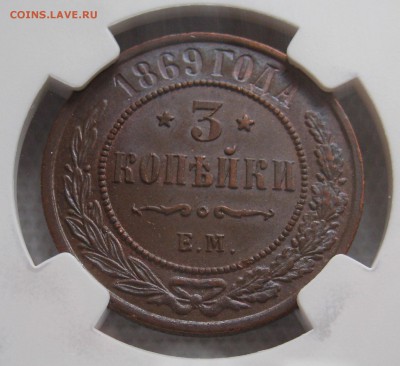 COINS.LAVE.RU
1869 ГОДА
3
КОПѢЙКИ
Е.М.